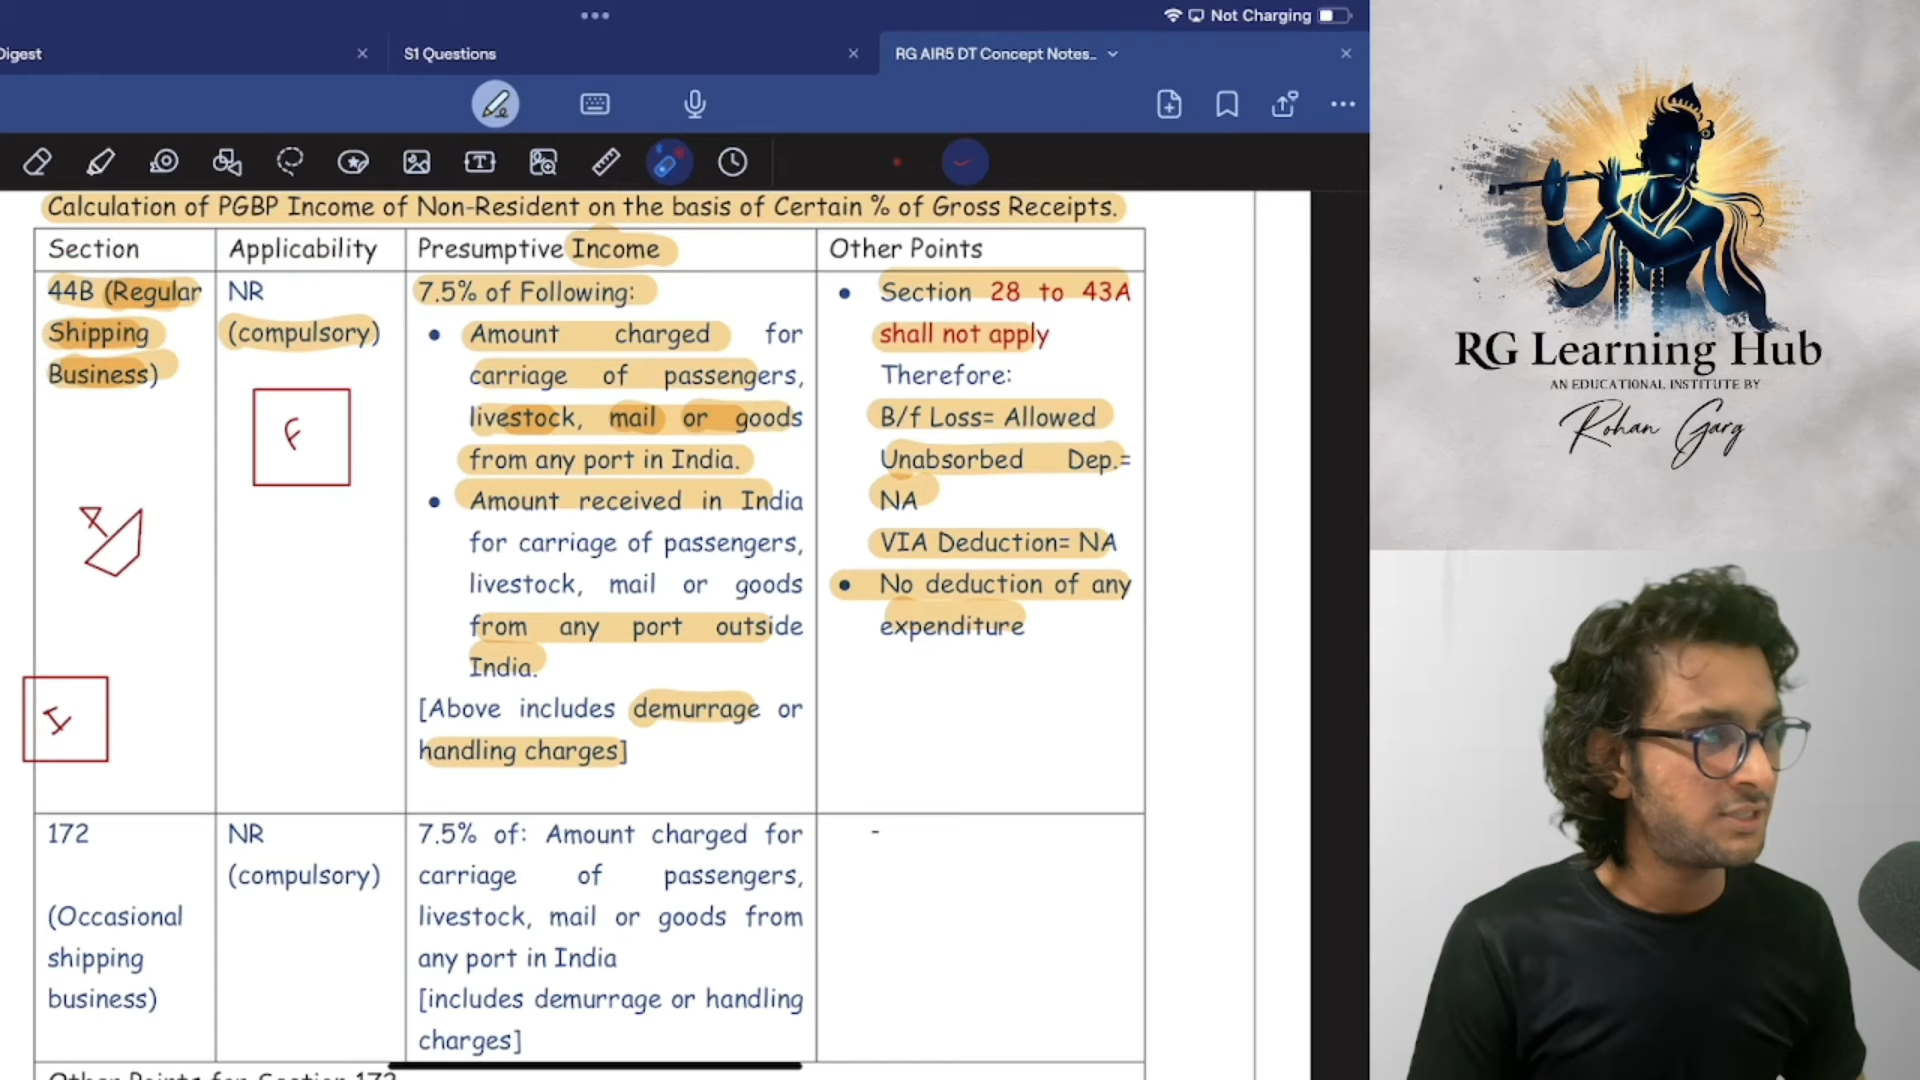 Not Charging
Digest
S1 Questions
RG AIR5 DT Concept Notes..
Calculation of PGBP Income of Non-Resident on the basis of Certain % of Gross Receipts.
Section Applicability Presumptive Income Other Points
44B (Regular
Shipping
Business)
NR
(compulsory)
F
I
7.5% of Following:
• Amount charged for
carriage of passengers,
livestock, mail or goods
from any port in India.
• Amount received in India
for carriage of passengers,
livestock, mail or goods
from any port outside
India.
[Above includes demurrage or
handling charges]
• Section 28 to 43A
shall not apply
Therefore:
B/f Loss= Allowed
Unabsorbed Dep.=
NA
VIA Deduction= NA
• No deduction of any
expenditure
172
(Occasional
shipping
business)
NR
(compulsory)
7.5% of: Amount charged for
carriage of passengers,
livestock, mail or goods from
any port in India
[includes demurrage or handling
charges]
-
Other Points for Section 172
RG Learning Hub
AN EDUCATIONAL INSTITUTE BY
Rohan Garg